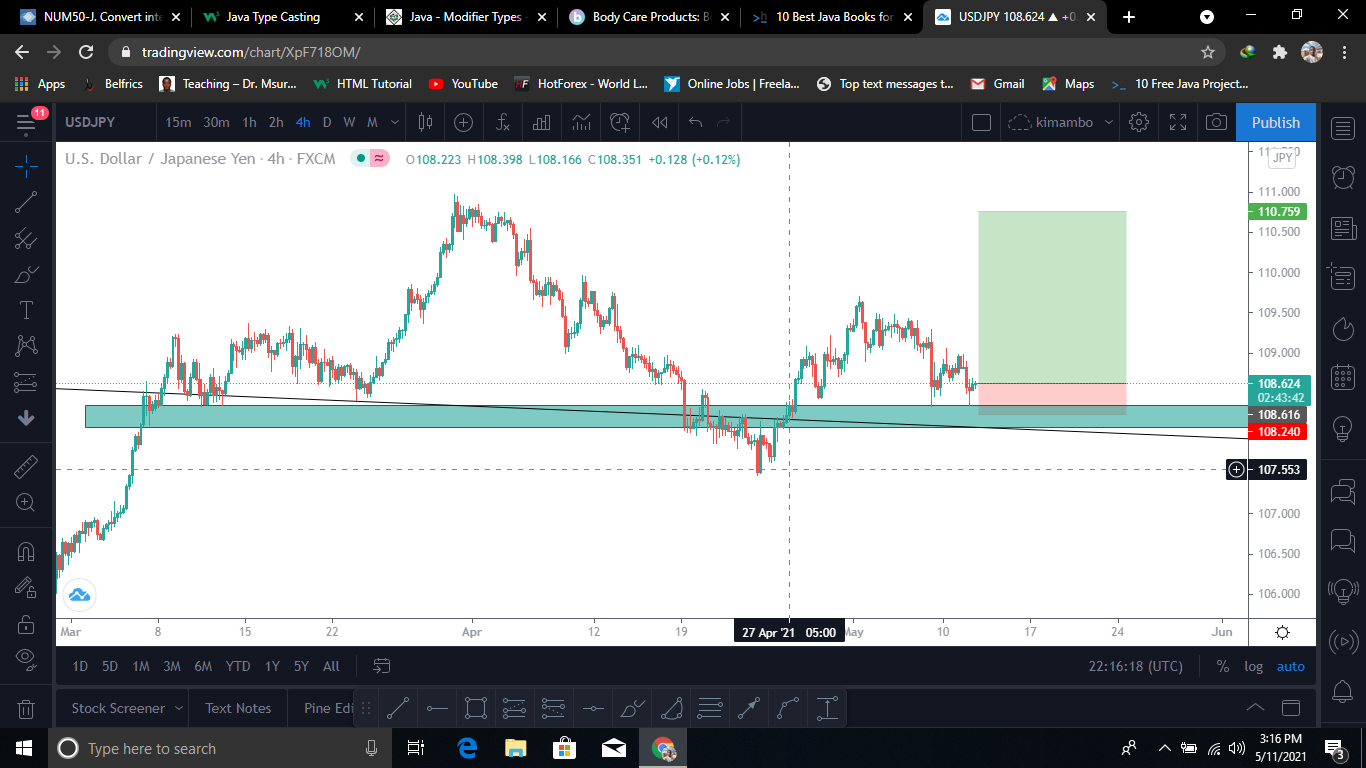 NUM50-J. Convert inte
Java Type Casting
Java - Modifier Types -
Body Care Products: B
10 Best Java Books for
USDJPY 108.624 ▲ +0.
tradingview.com/chart/XpF718OM/
Apps
Belfrics
Teaching – Dr. Msur...
HTML Tutorial
YouTube
HotForex - World L...
Online Jobs | Freela...
Top text messages t...
Gmail
Maps
10 Free Java Project...
11
USDJPY
15m
30m
1h
2h
4h
D
W
M
kimambo
Publish
U.S. Dollar / Japanese Yen · 4h · FXCM
O108.223 H108.398 L108.166 C108.351 +0.128 (+0.12%)
JPY
111.000
110.759
110.500
110.000
109.500
109.000
108.624
02:43:42
108.616
108.240
107.553
107.000
106.500
106.000
Mar
8
15
22
Apr
12
19
27 Apr '21 05:00
May
10
17
24
Jun
1D
5D
1M
3M
6M
YTD
1Y
5Y
All
22:16:18 (UTC)
%
log
auto
Stock Screener
Text Notes
Pine Edi
Type here to search
3:16 PM
5/11/2021
3